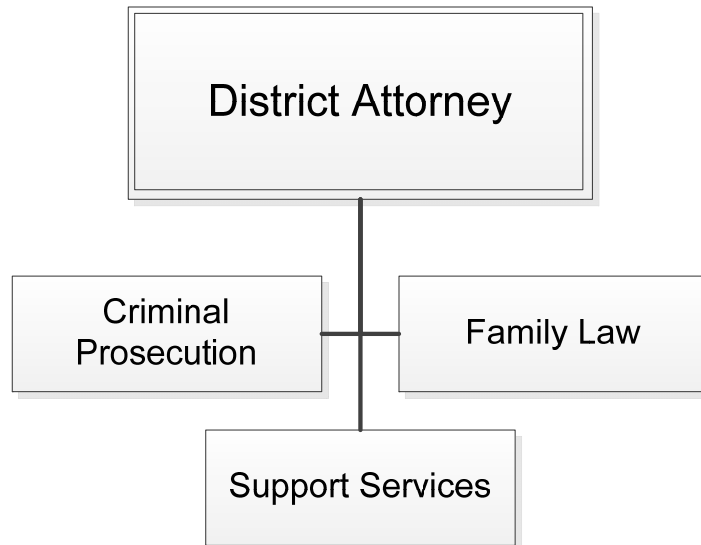 District Attorney
Criminal
Prosecution
Family Law
Support Services